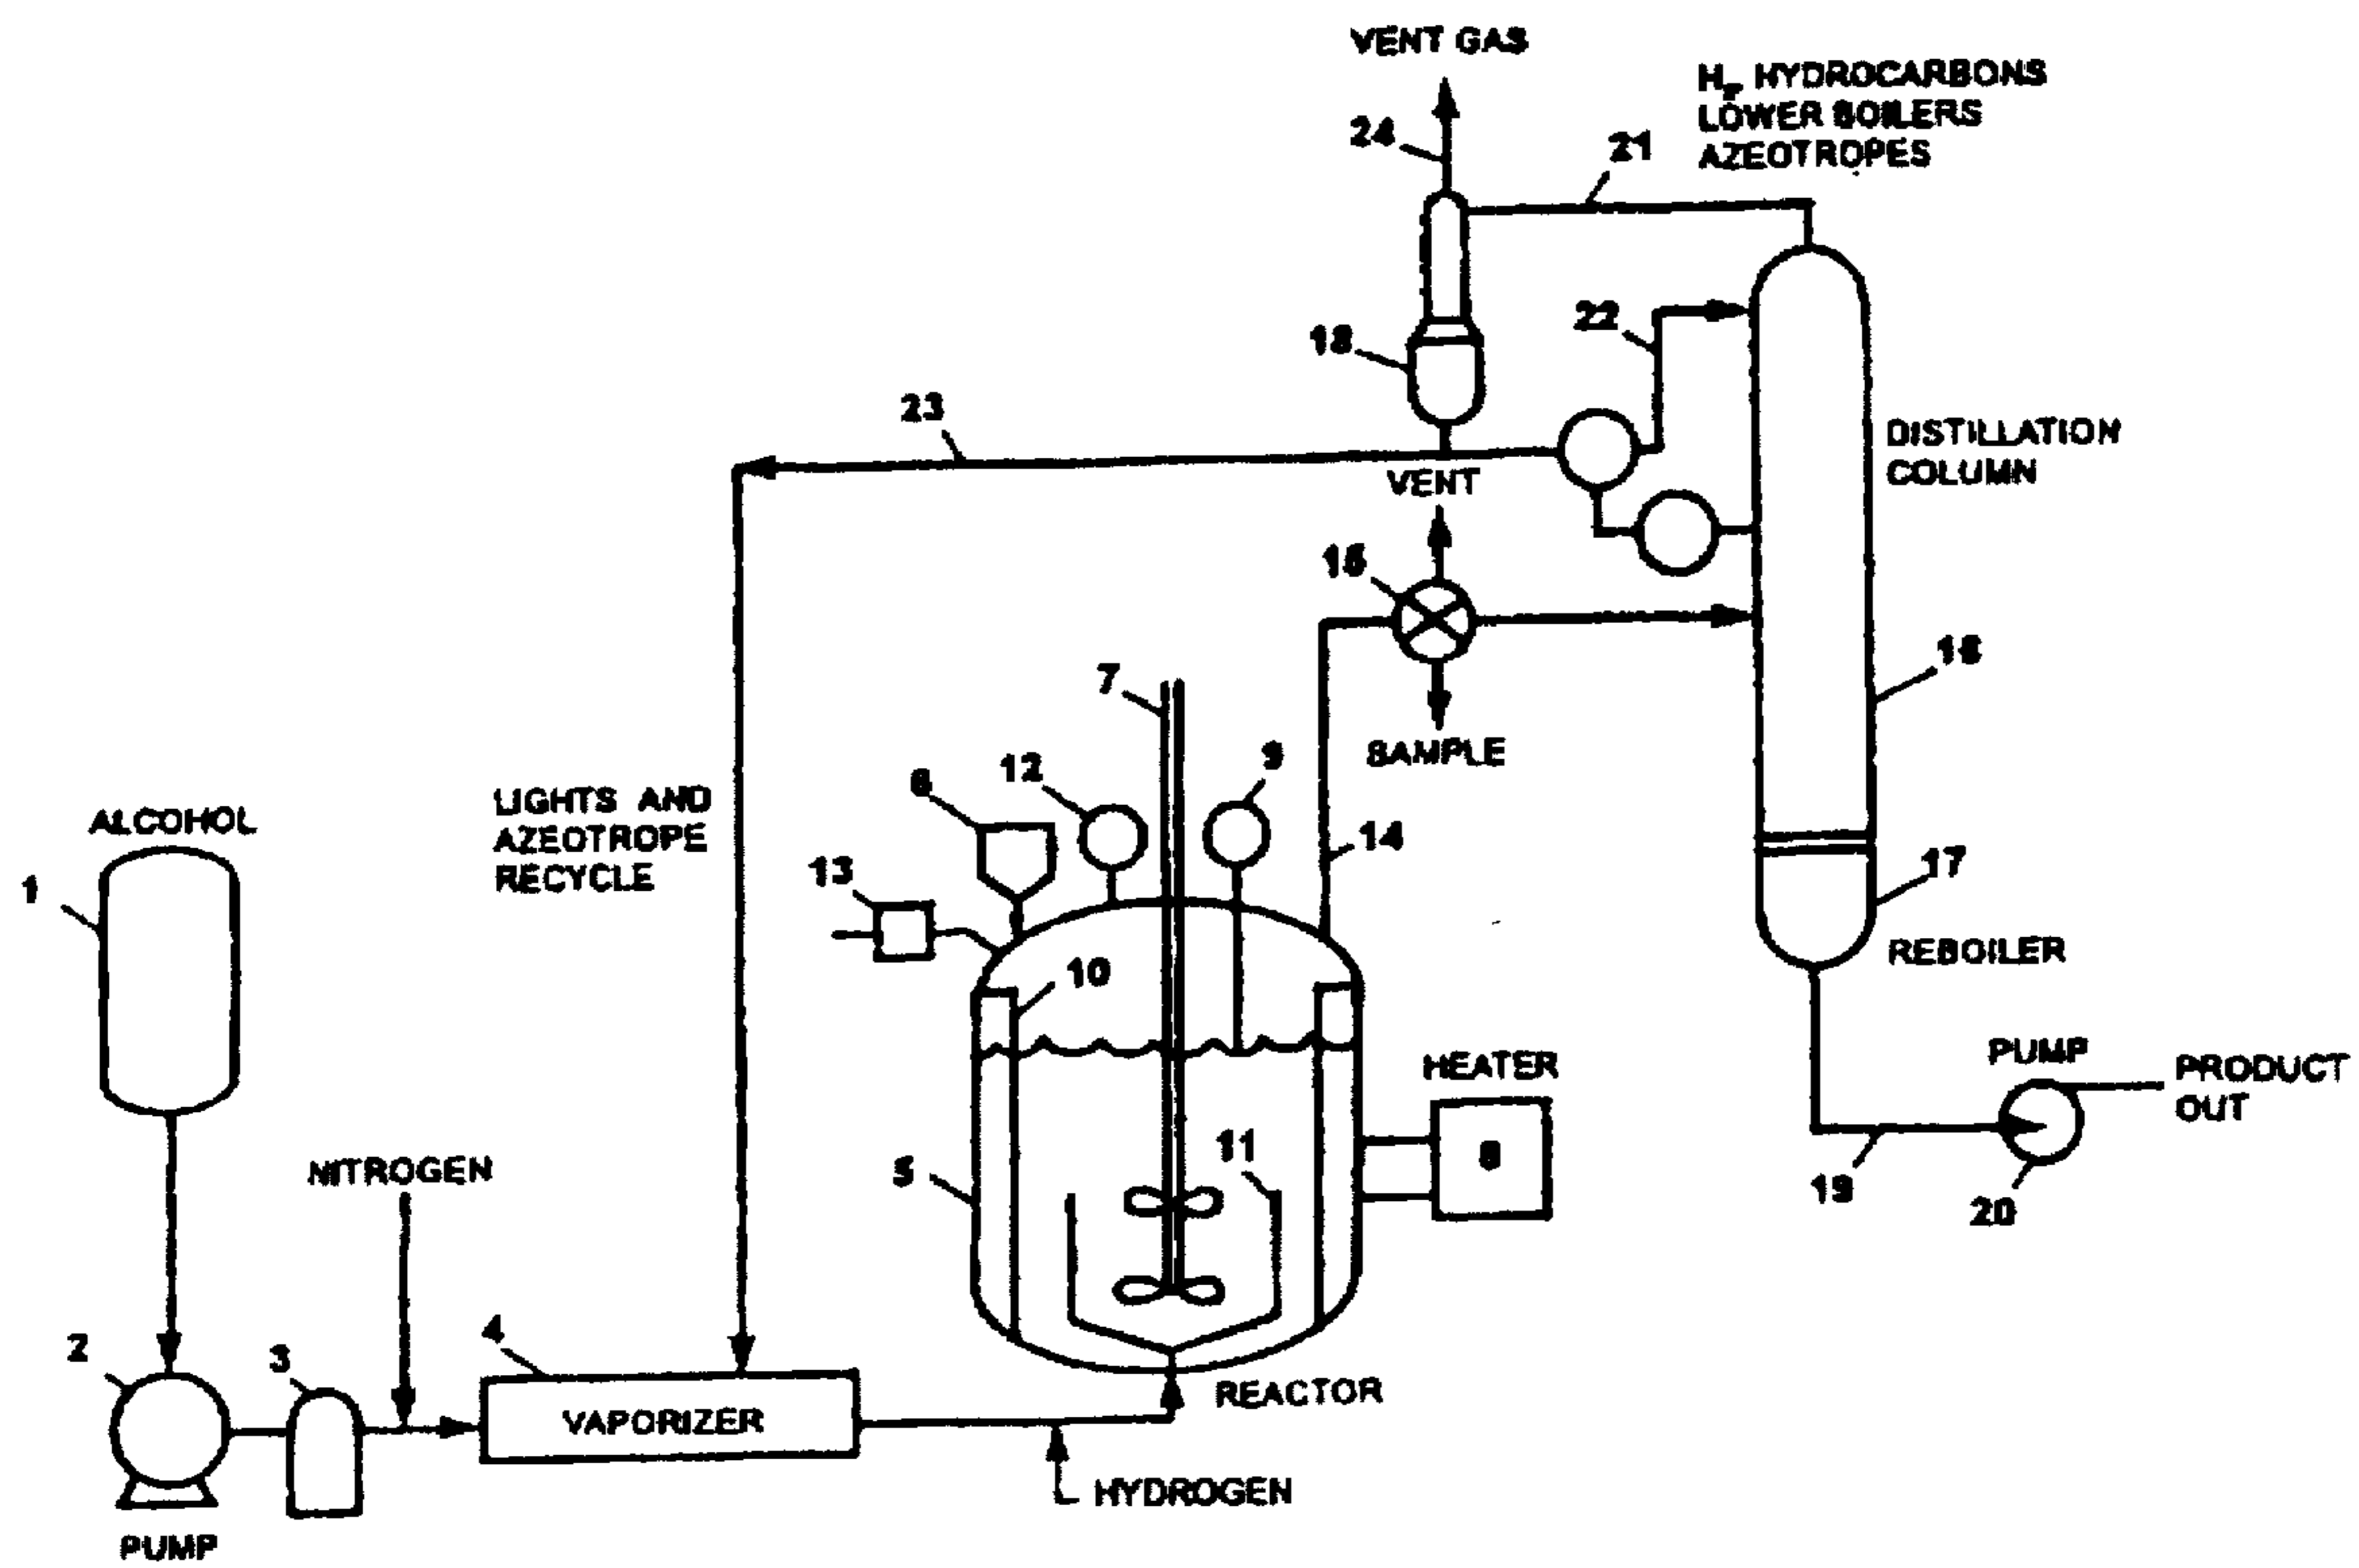 VENT GAS
H2 HYDROCARBONS
LOWER BOILERS
AZEOTROPES
24
21
22
18
23
DISTILLATION
COLUMN
VENT
15
16
7
SAMPLE
9
12
6
LIGHTS AND
AZEOTROPE
RECYCLE
ALCOHOL
14
13
17
1
REBOILER
10
PUMP
PRODUCT
OUT
HEATER
8
11
NITROGEN
5
19
20
2
3
4
REACTOR
VAPORIZER
HYDROGEN
PUMP